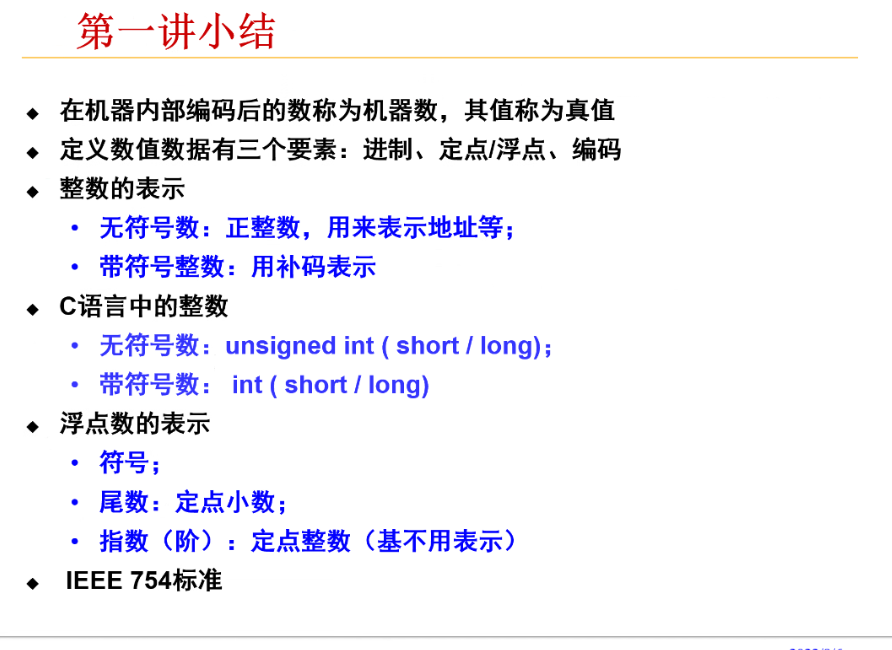 第一讲小结
◆ 在机器内部编码后的数称为机器数，其值称为真值
◆ 定义数值数据有三个要素：进制、定点/浮点、编码
◆ 整数的表示
• 无符号数：正整数，用来表示地址等；
• 带符号整数：用补码表示
◆ C语言中的整数
• 无符号数：unsigned int ( short / long)；
• 带符号数： int ( short / long)
◆ 浮点数的表示
• 符号；
• 尾数：定点小数；
• 指数（阶）：定点整数（基不用表示）
◆ IEEE 754标准